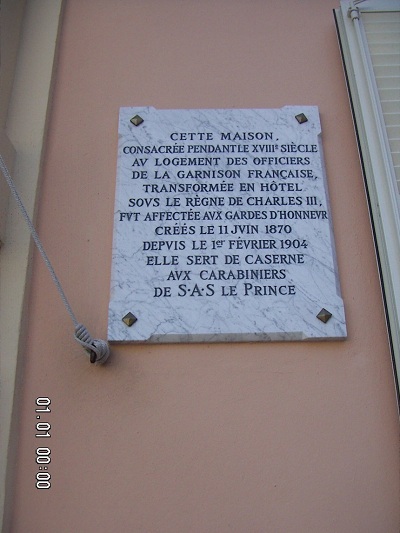 CETTE MAISON,
CONSACRÉE PENDANT LE XVIIIᵉ SIÈCLE
AV LOGEMENT DES OFFICIERS
DE LA GARNISON FRANÇAISE,
TRANSFORMÉE EN HÔTEL
SOVS LE RÈGNE DE CHARLES III,
FVT AFFECTÉE AVX GARDES D'HONNEVR
CRÉÉS LE 11 JVIN 1870
DEPVIS LE 1ᵉʳ FÉVRIER 1904
ELLE SERT DE CASERNE
AVX CARABINIERS
DE S·A·S LE PRINCE
01.01 00:00